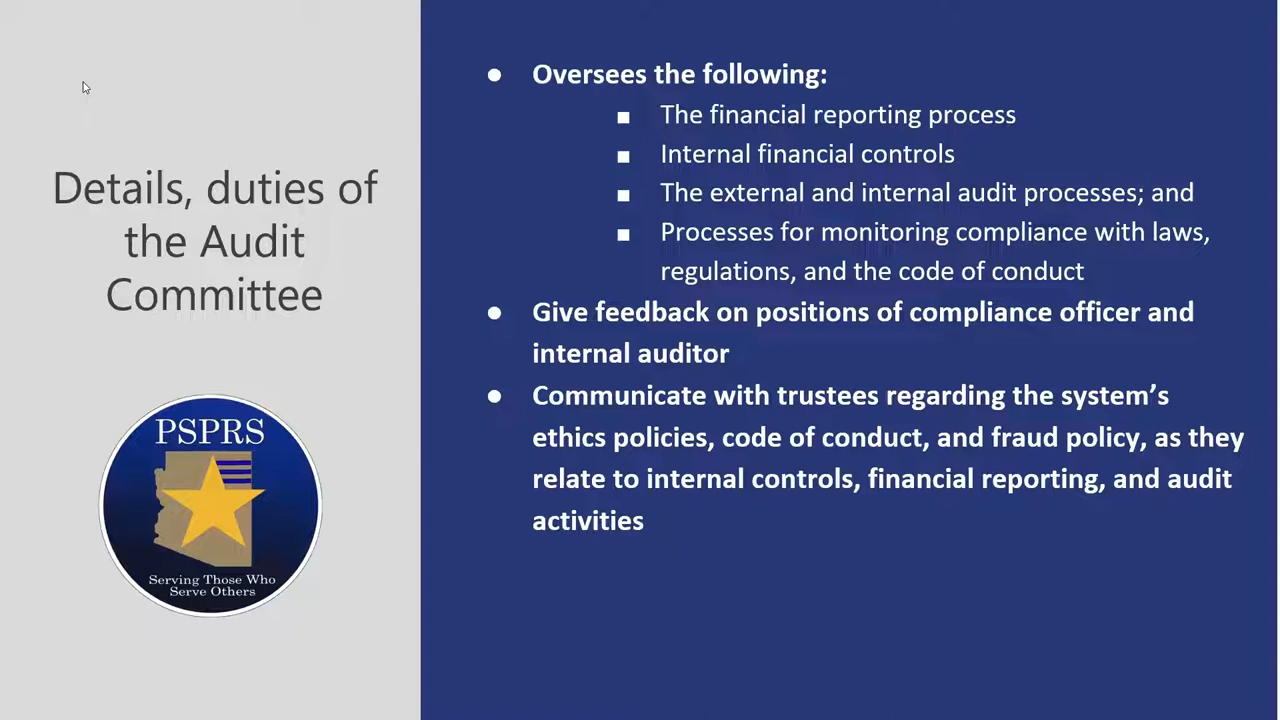 Details, duties of
the Audit
Committee
PSPRS
Serving Those Who
Serve Others
● Oversees the following:
■ The financial reporting process
■ Internal financial controls
■ The external and internal audit processes; and
■ Processes for monitoring compliance with laws,
regulations, and the code of conduct
● Give feedback on positions of compliance officer and
internal auditor
● Communicate with trustees regarding the system’s
ethics policies, code of conduct, and fraud policy, as they
relate to internal controls, financial reporting, and audit
activities